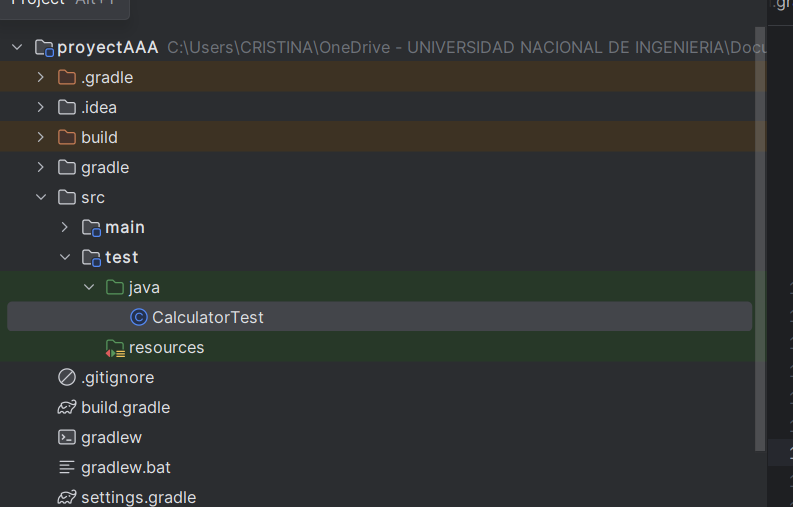 Project Alt+1
proyectAAA C:\Users\CRISTINA\OneDrive - UNIVERSIDAD NACIONAL DE INGENIERIA\Docu
.gradle
.idea
build
gradle
src
main
test
java
CalculatorTest
resources
.gitignore
build.gradle
gradlew
gradlew.bat
settings.gradle